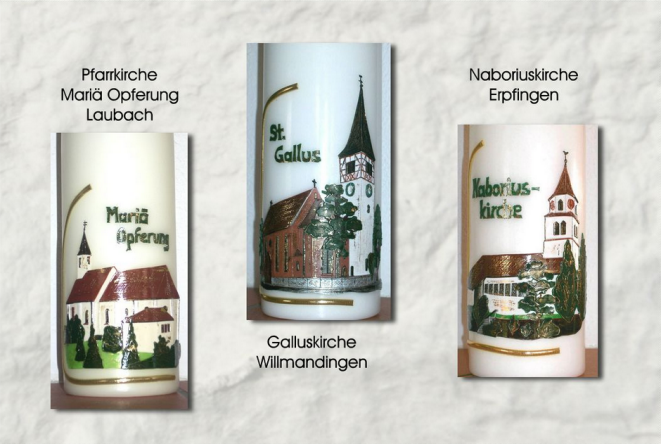 Pfarrkirche
Mariä Opferung
Laubach
Mariä
Opferung
St.
Gallus
Galluskirche
Willmandingen
Naboriuskirche
Erpfingen
Naborius-
kirche